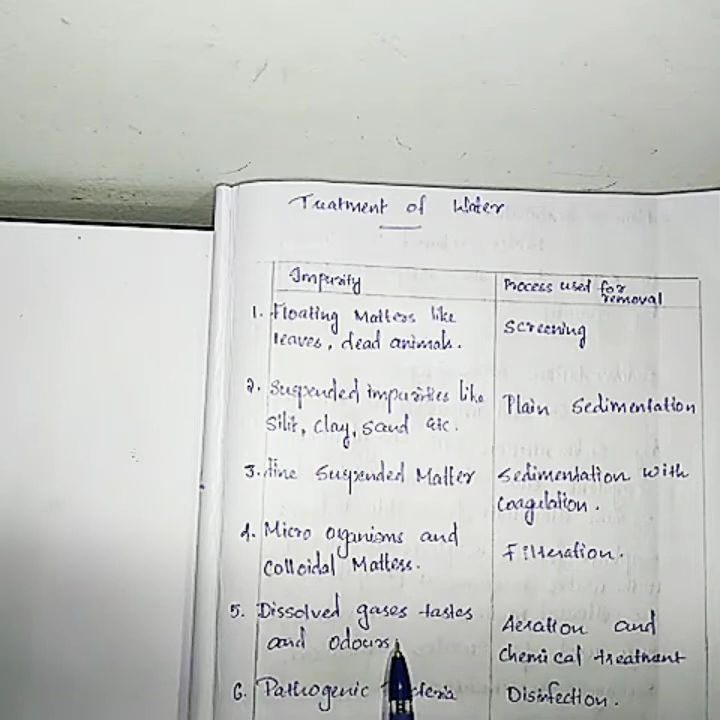 Treatment of Water
Impurity
Process used for removal
1. Floating Matters like
leaves, dead animals.
Screening
2. Suspended impurities like
Silit, clay, sand etc.
Plain Sedimentation
3. fine Suspended Matter
Sedimentation with
Coagulation.
4. Micro organisms and
Colloidal Matters.
Filteration.
5. Dissolved gases tastes
and odours
Aeration and
Chemical treatment
6. Pathogenic
Disinfection.